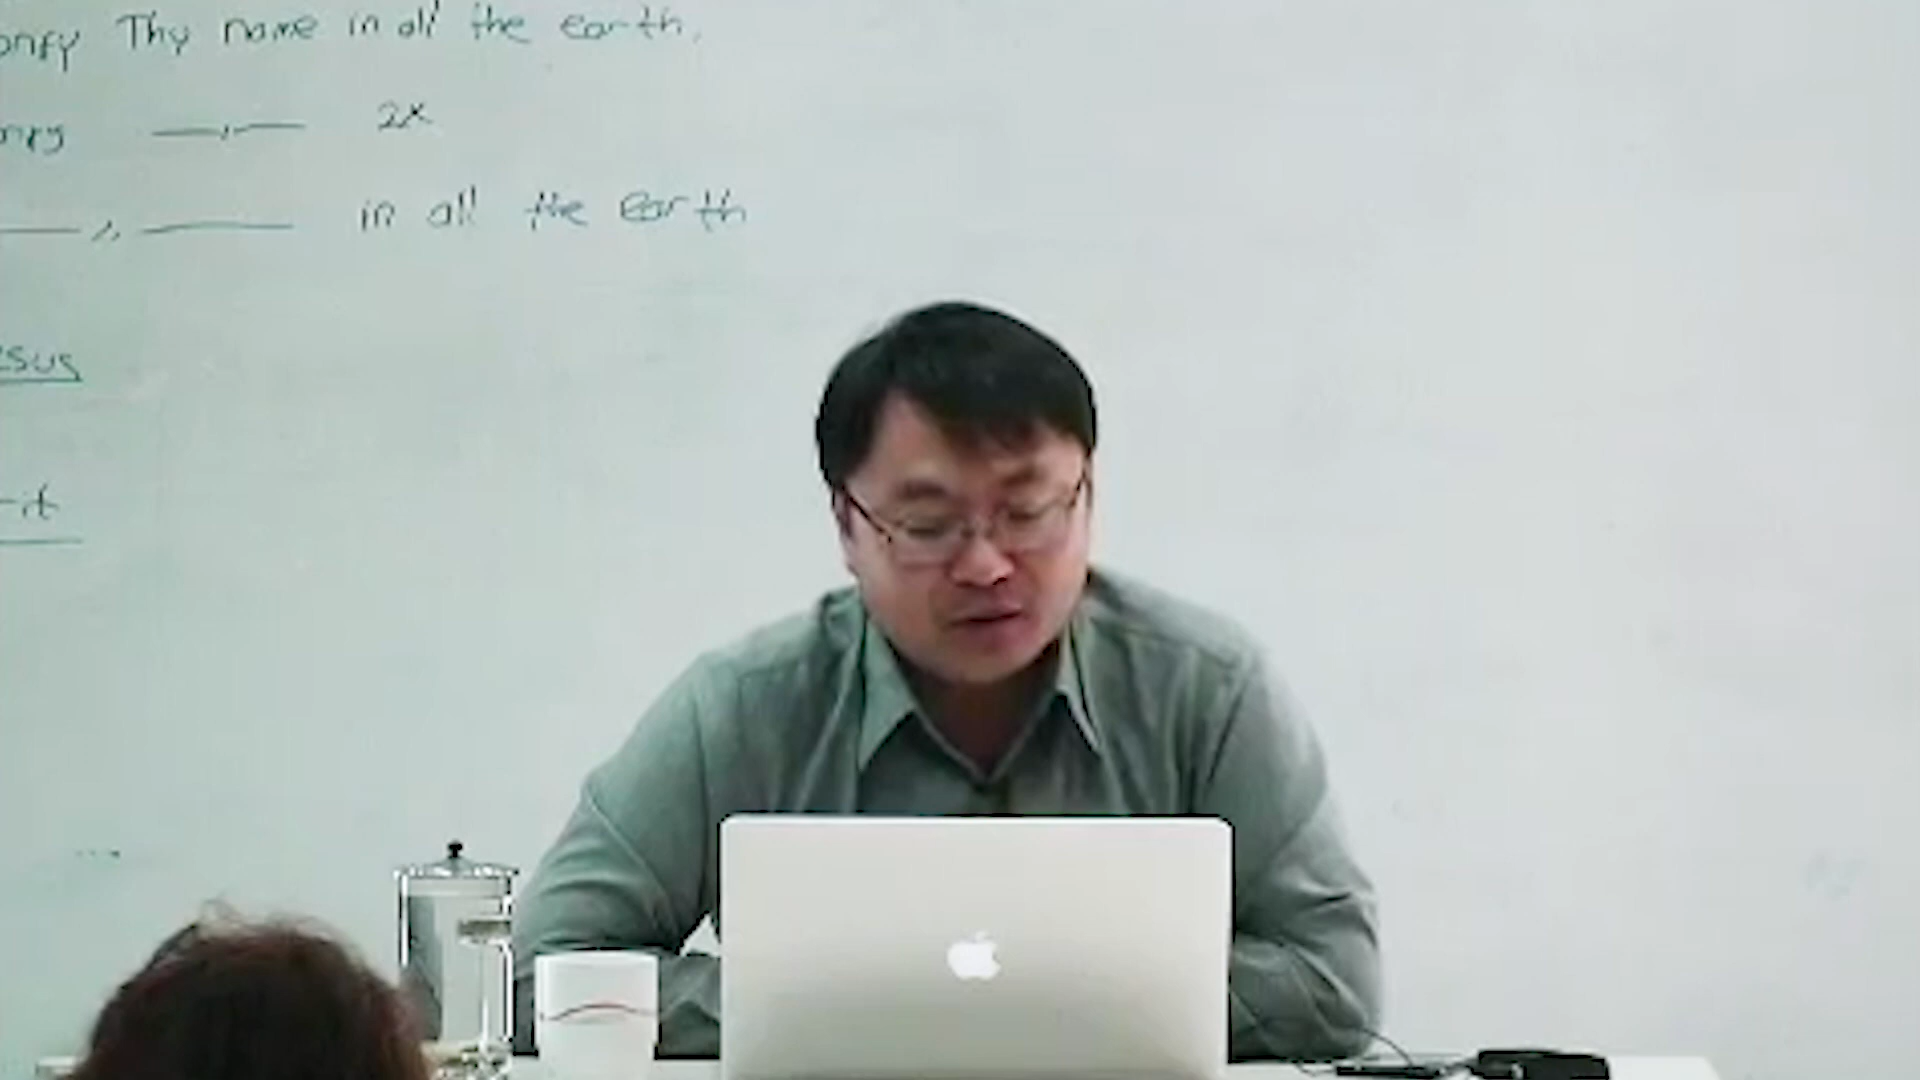 Thy name in all the earth.
2x
in all the earth